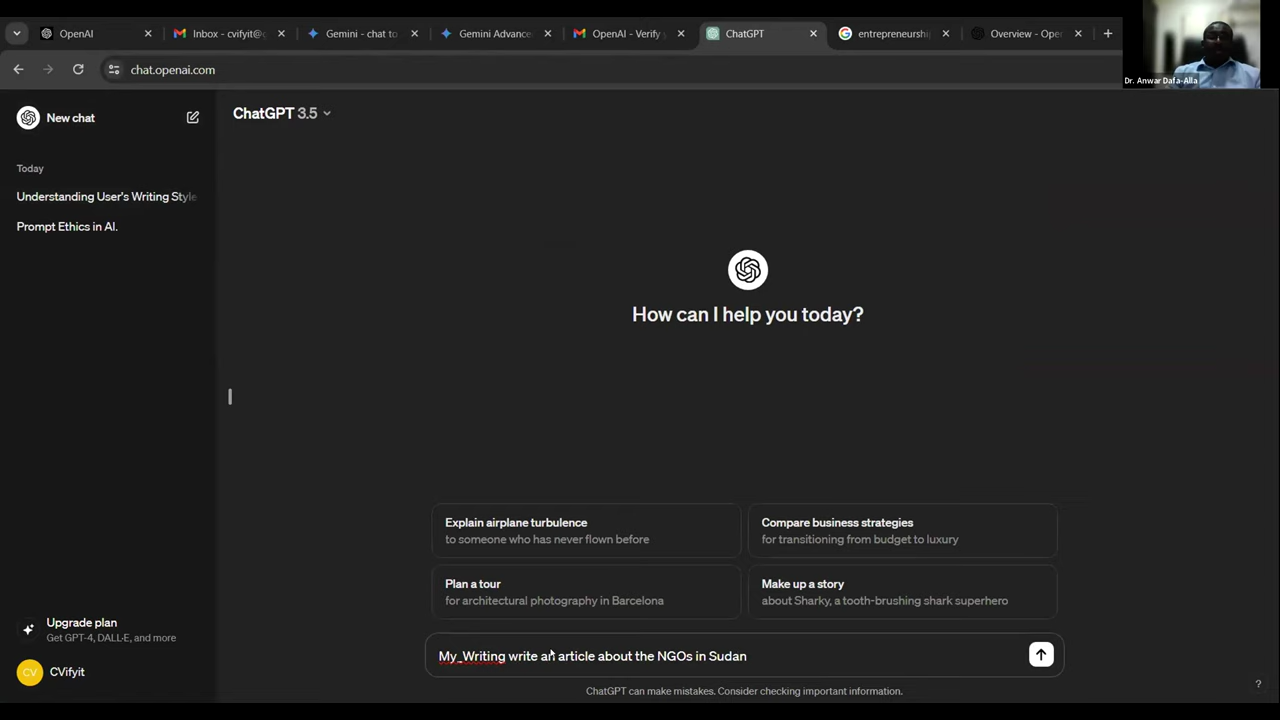 OpenAI
Inbox - cvifyit@g
Gemini - chat to
Gemini Advance
OpenAI - Verify
ChatGPT
entrepreneurshi
Overview - Open
chat.openai.com
Dr. Anwar Dafa-Alla
New chat
ChatGPT 3.5
Today
Understanding User's Writing Style
Prompt Ethics in AI.
How can I help you today?
Explain airplane turbulence
to someone who has never flown before
Compare business strategies
for transitioning from budget to luxury
Plan a tour
for architectural photography in Barcelona
Make up a story
about Sharky, a tooth-brushing shark superhero
Upgrade plan
Get GPT-4, DALL·E, and more
My_Writing write an article about the NGOs in Sudan
CV
CVifyit
ChatGPT can make mistakes. Consider checking important information.
?